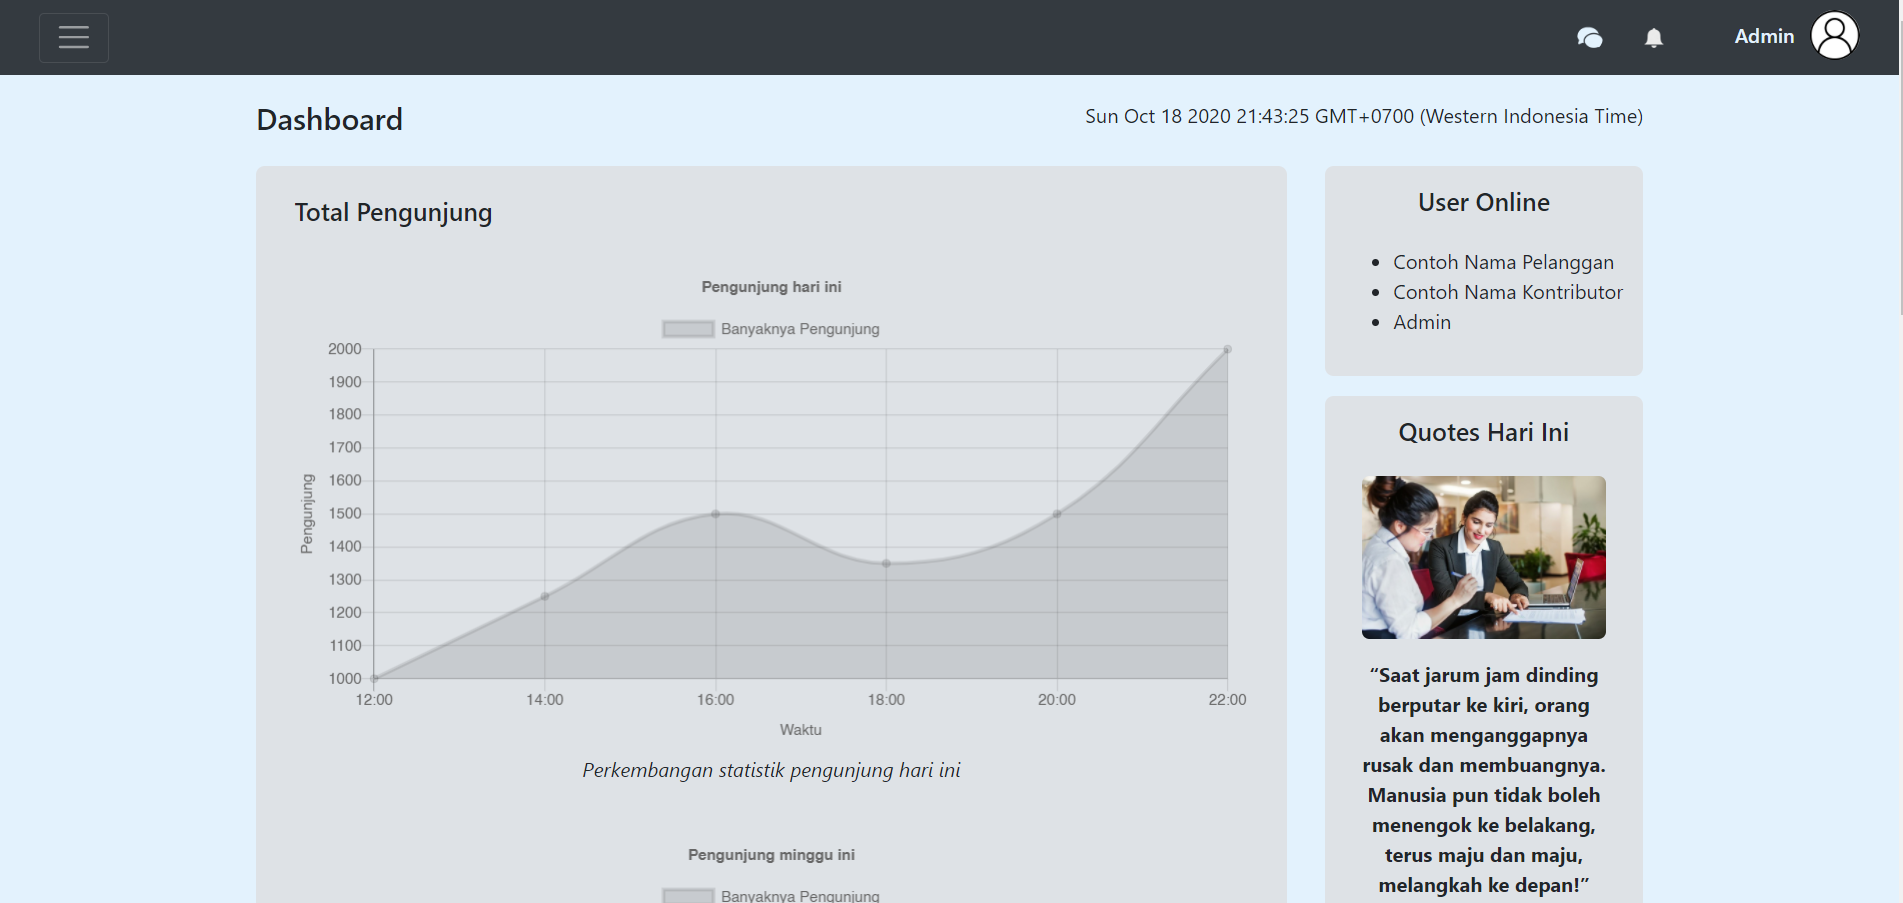 Admin
Dashboard
Sun Oct 18 2020 21:43:25 GMT+0700 (Western Indonesia Time)
Total Pengunjung
Pengunjung hari ini
Banyaknya Pengunjung
2000
1900
1800
1700
1600
1500
1400
1300
1200
1100
1000
Pengunjung
12:00 14:00 16:00 18:00 20:00 22:00
Waktu
Perkembangan statistik pengunjung hari ini
Pengunjung minggu ini
Banyaknya Pengunjung
User Online
Contoh Nama Pelanggan
Contoh Nama Kontributor
Admin
Quotes Hari Ini
“Saat jarum jam dinding
berputar ke kiri, orang
akan menganggapnya
rusak dan membuangnya.
Manusia pun tidak boleh
menengok ke belakang,
terus maju dan maju,
melangkah ke depan!”